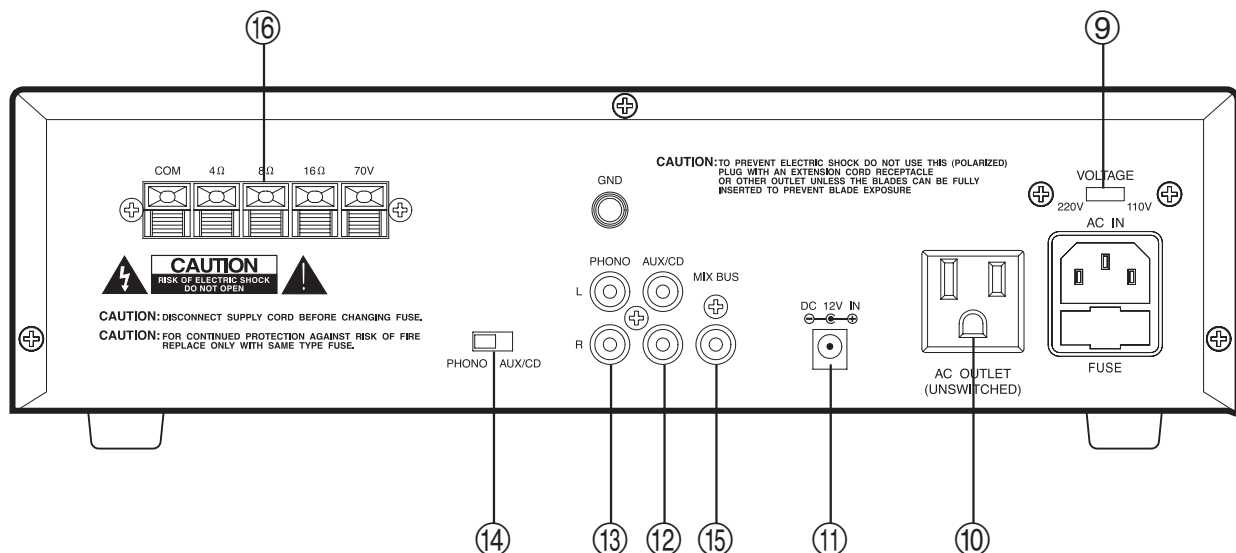 ⑯ ⑨
COM 4Ω 8Ω 16Ω 70V
GND
CAUTION: TO PREVENT ELECTRIC SHOCK DO NOT USE THIS (POLARIZED)
PLUG WITH AN EXTENSION CORD RECEPTACLE
OR OTHER OUTLET UNLESS THE BLADES CAN BE FULLY
INSERTED TO PREVENT BLADE EXPOSURE
VOLTAGE
220V 110V
AC IN
CAUTION
RISK OF ELECTRIC SHOCK
DO NOT OPEN
CAUTION: DISCONNECT SUPPLY CORD BEFORE CHANGING FUSE.
CAUTION: FOR CONTINUED PROTECTION AGAINST RISK OF FIRE
REPLACE ONLY WITH SAME TYPE FUSE.
PHONO AUX/CD
L
R
MIX BUS
PHONO AUX/CD
DC 12V IN
AC OUTLET
(UNSWITCHED)
FUSE
⑭ ⑬ ⑫ ⑮ ⑪ ⑩